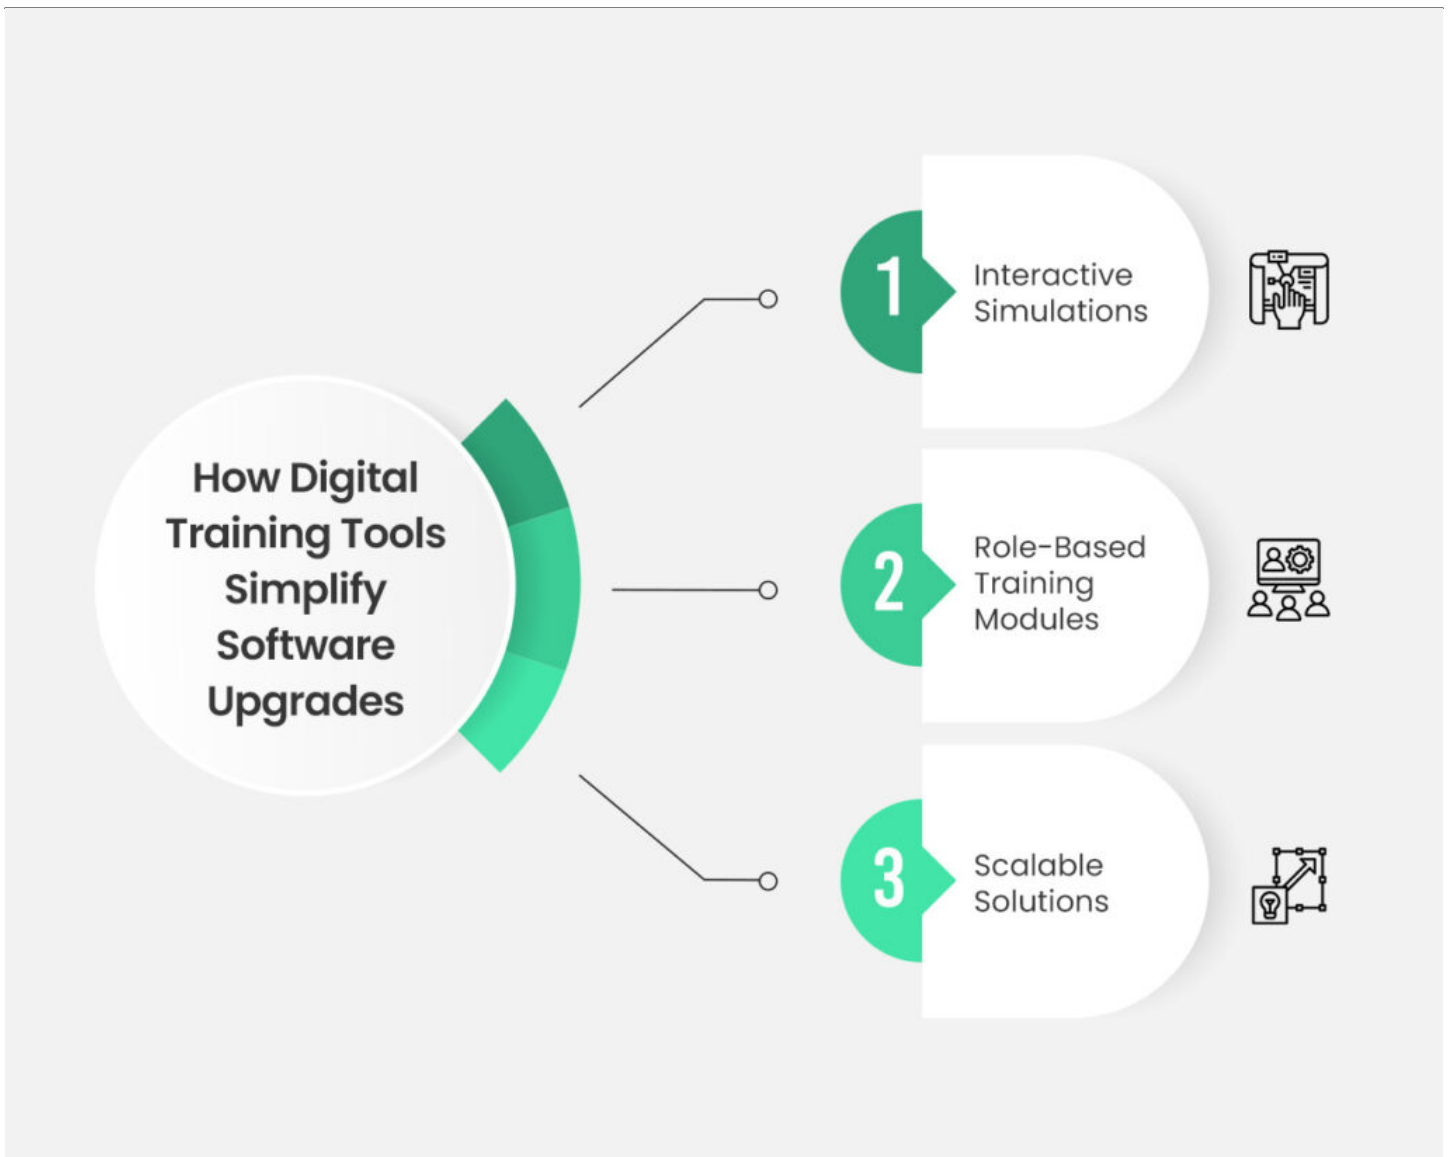 How Digital
Training Tools
Simplify
Software
Upgrades
1
Interactive
Simulations
2
Role-Based
Training
Modules
3
Scalable
Solutions